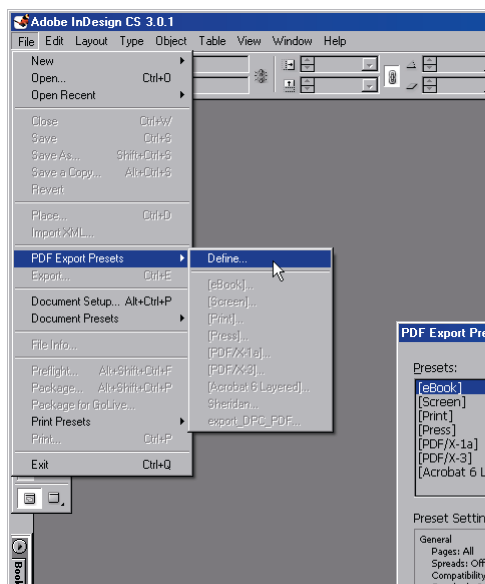 Adobe InDesign CS 3.0.1
File Edit Layout Type Object Table View Window Help
New
Open... Ctrl+O
Open Recent
Close Ctrl+W
Save Ctrl+S
Save As... Shift+Ctrl+S
Save a Copy... Alt+Ctrl+S
Revert
Place... Ctrl+D
Import XML...
PDF Export Presets
Export... Ctrl+E
Document Setup... Alt+Ctrl+P
Document Presets
File Info...
Preflight... Alt+Shift+Ctrl+F
Package... Alt+Shift+Ctrl+P
Package for GoLive...
Print Presets
Print... Ctrl+P
Exit Ctrl+Q
Define...
[eBook]...
[Screen]...
[Print]...
[Press]...
[PDF/X-1a]...
[PDF/X-3]...
[Acrobat 6 Layered]...
Sheridan...
export_DPC_PDF...
PDF Export Pre
Presets:
[eBook]
[Screen]
[Print]
[Press]
[PDF/X-1a]
[PDF/X-3]
[Acrobat 6 L
Preset Settin
General
Pages: All
Spreads: Off
Compatibility
Book